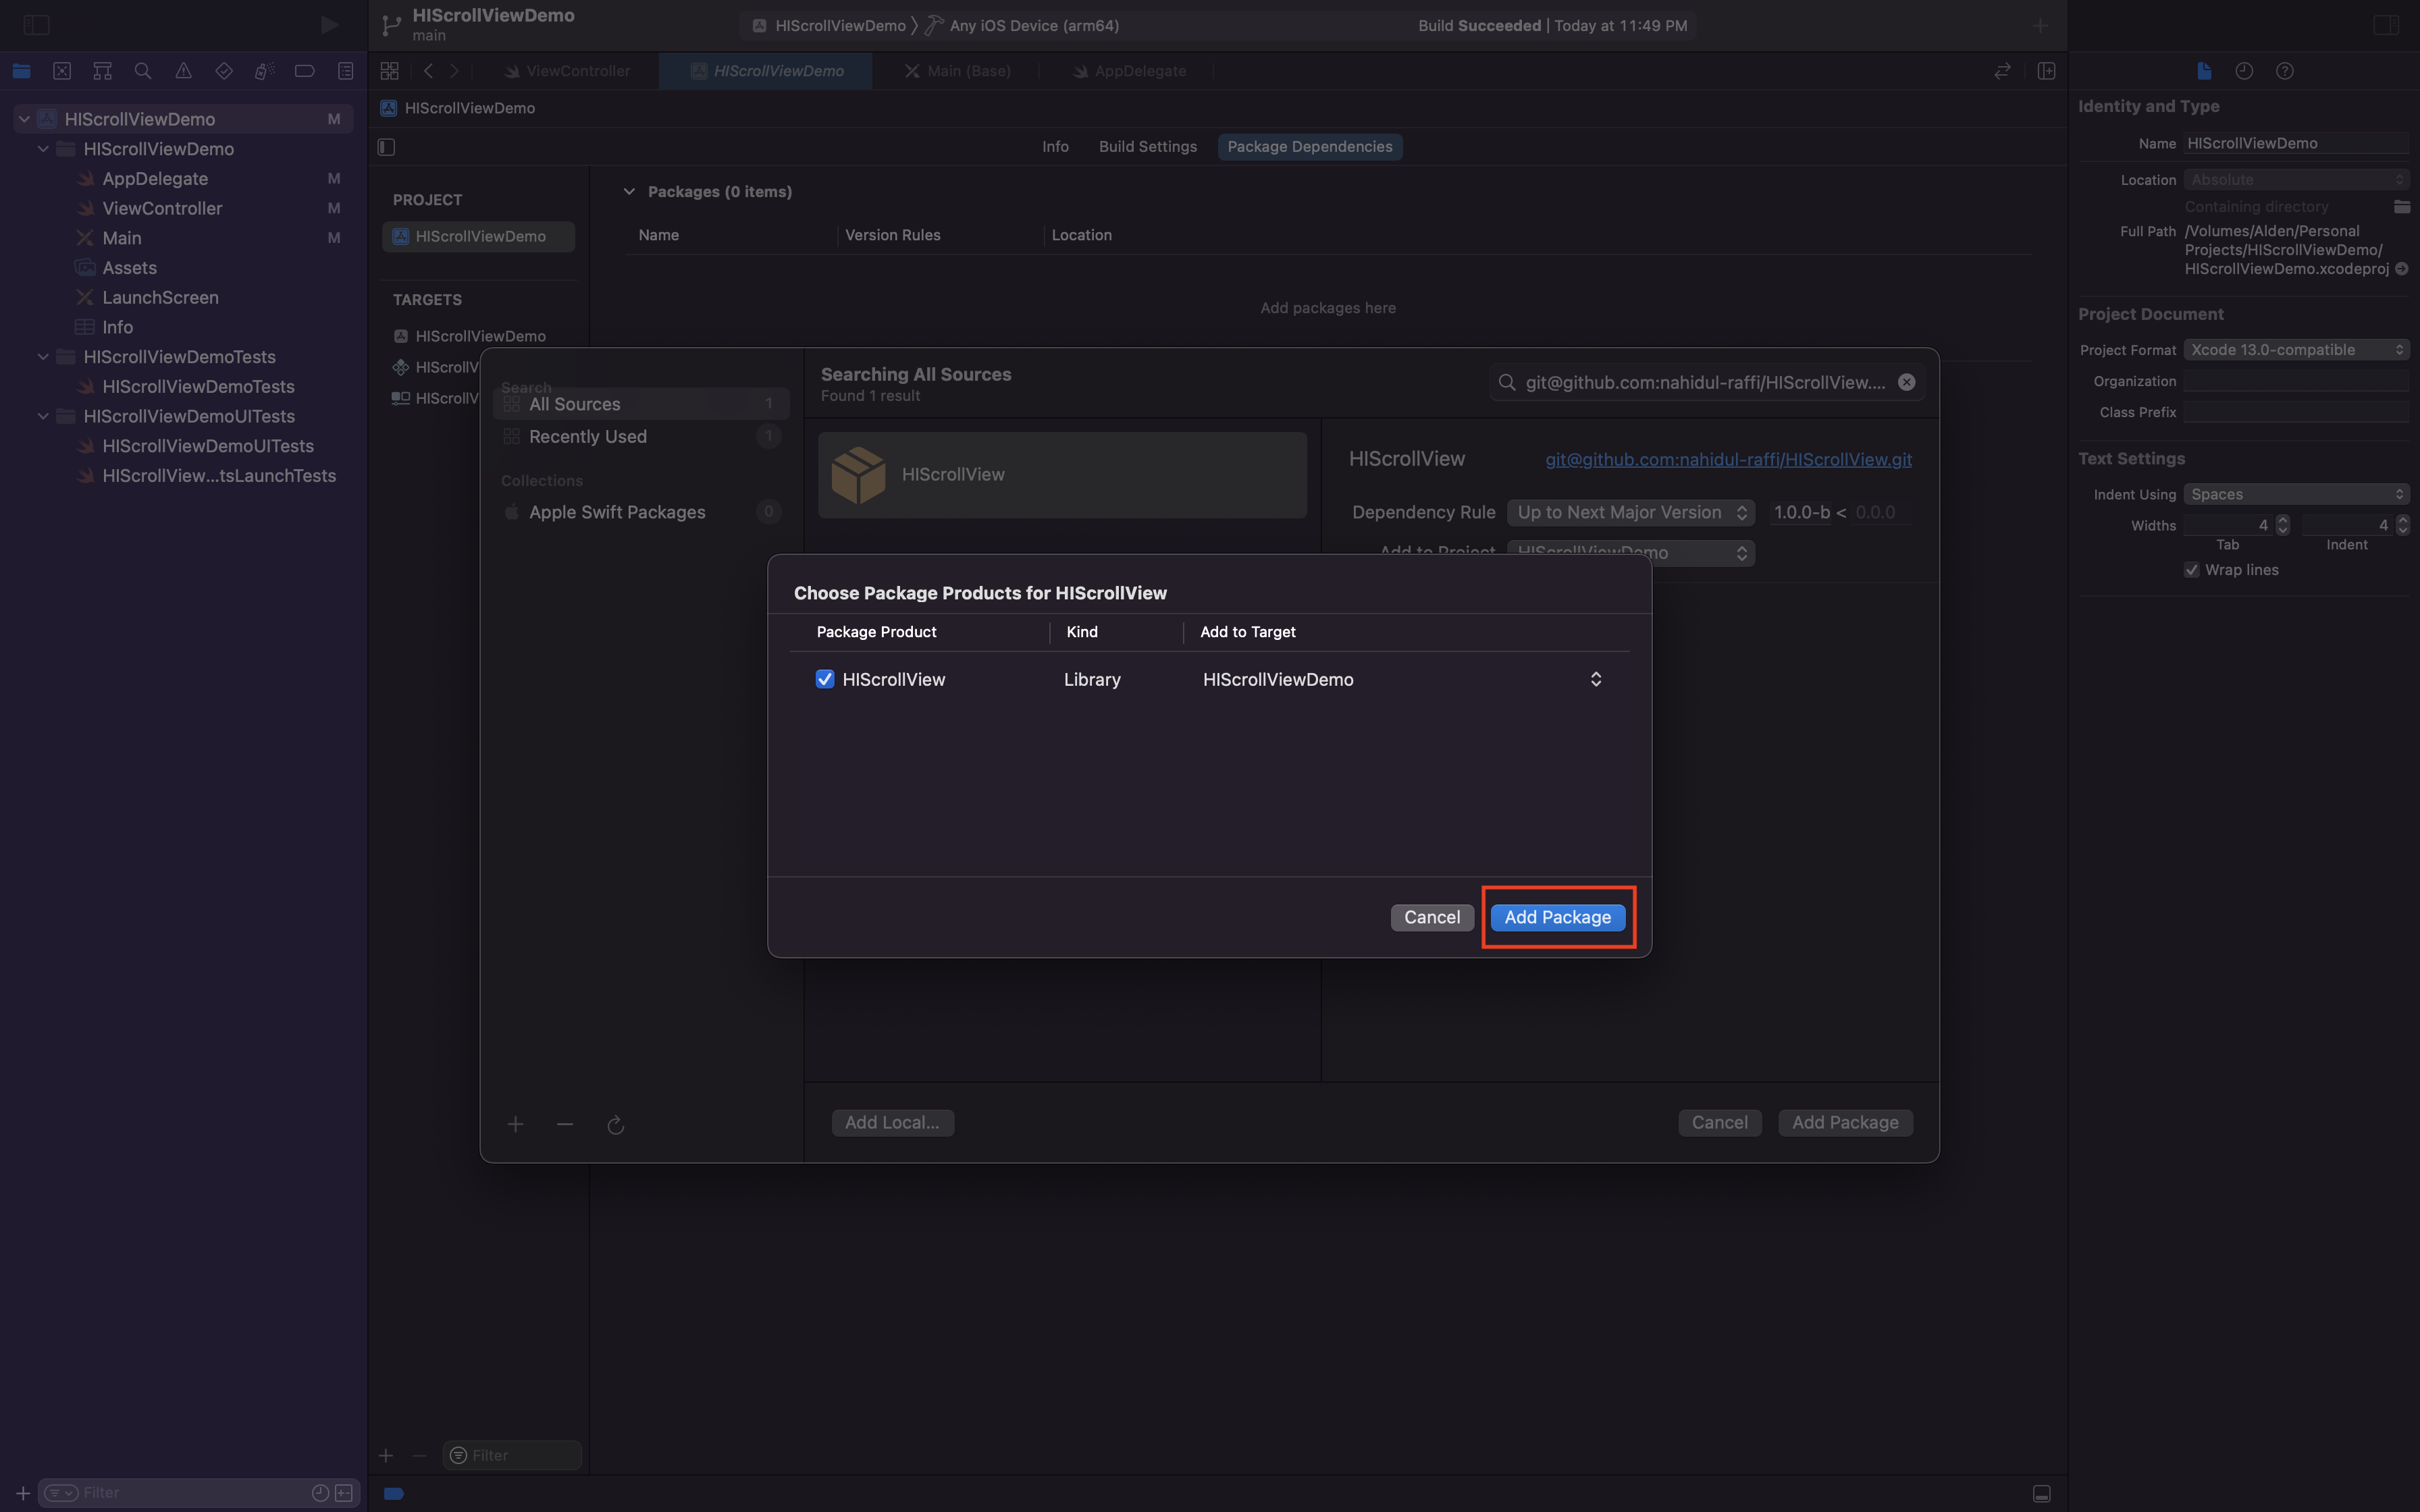 HIScrollViewDemo
main
HIScrollViewDemo
Any iOS Device (arm64)
Build Succeeded | Today at 11:49 PM
ViewController
HIScrollViewDemo
Main (Base)
AppDelegate
HIScrollViewDemo
Info
Build Settings
Package Dependencies
HIScrollViewDemo M
HIScrollViewDemo
AppDelegate M
ViewController M
Main M
Assets
LaunchScreen
Info
HIScrollViewDemoTests
HIScrollViewDemoTests
HIScrollViewDemoUITests
HIScrollViewDemoUITests
HIScrollView...tsLaunchTests
Filter
PROJECT
HIScrollViewDemo
TARGETS
HIScrollViewDemo
HIScrollV
HIScrollV
Filter
Packages (0 items)
Name
Version Rules
Location
Add packages here
Search
All Sources 1
Recently Used 1
Collections
Apple Swift Packages 0
Searching All Sources
Found 1 result
git@github.com:nahidul-raffi/HIScrollView....
HIScrollView
HIScrollView
git@github.com:nahidul-raffi/HIScrollView.git
Dependency Rule Up to Next Major Version 1.0.0-b < 0.0.0
Add to Project HIScrollViewDemo
Choose Package Products for HIScrollView
Package Product
Kind
Add to Target
HIScrollView
Library
HIScrollViewDemo
Cancel
Add Package
Add Local...
Cancel
Add Package
Identity and Type
Name HIScrollViewDemo
Location Absolute
Containing directory
Full Path /Volumes/Alden/Personal
Projects/HIScrollViewDemo/
HIScrollViewDemo.xcodeproj
Project Document
Project Format Xcode 13.0-compatible
Organization
Class Prefix
Text Settings
Indent Using Spaces
Widths 4 4
Tab Indent
Wrap lines